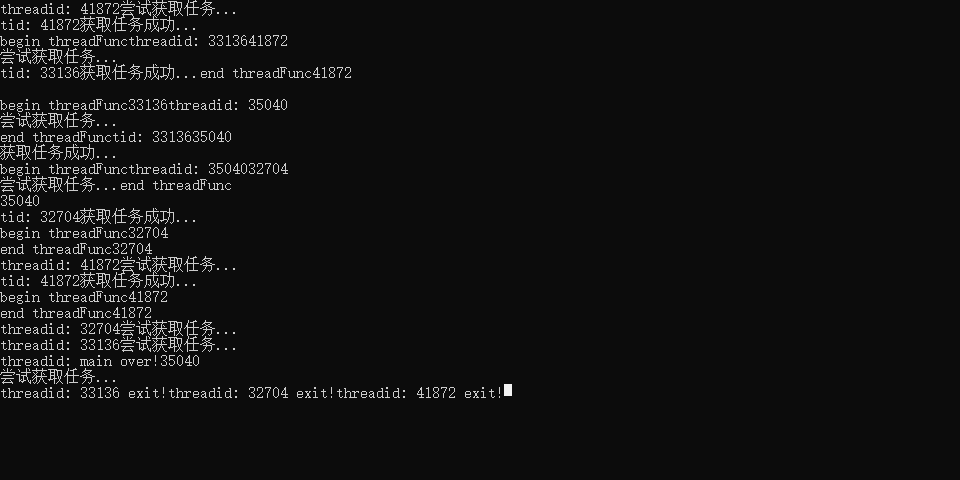 threadid: 41872尝试获取任务...
tid: 41872获取任务成功...
begin threadFuncthreadid: 3313641872
尝试获取任务...
tid: 33136获取任务成功...end threadFunc41872
begin threadFunc33136threadid: 35040
尝试获取任务...
end threadFunctid: 3313635040
获取任务成功...
begin threadFuncthreadid: 3504032704
尝试获取任务...end threadFunc
35040
tid: 32704获取任务成功...
begin threadFunc32704
end threadFunc32704
threadid: 41872尝试获取任务...
tid: 41872获取任务成功...
begin threadFunc41872
end threadFunc41872
threadid: 32704尝试获取任务...
threadid: 33136尝试获取任务...
threadid: main over!35040
尝试获取任务...
threadid: 33136 exit!threadid: 32704 exit!threadid: 41872 exit!